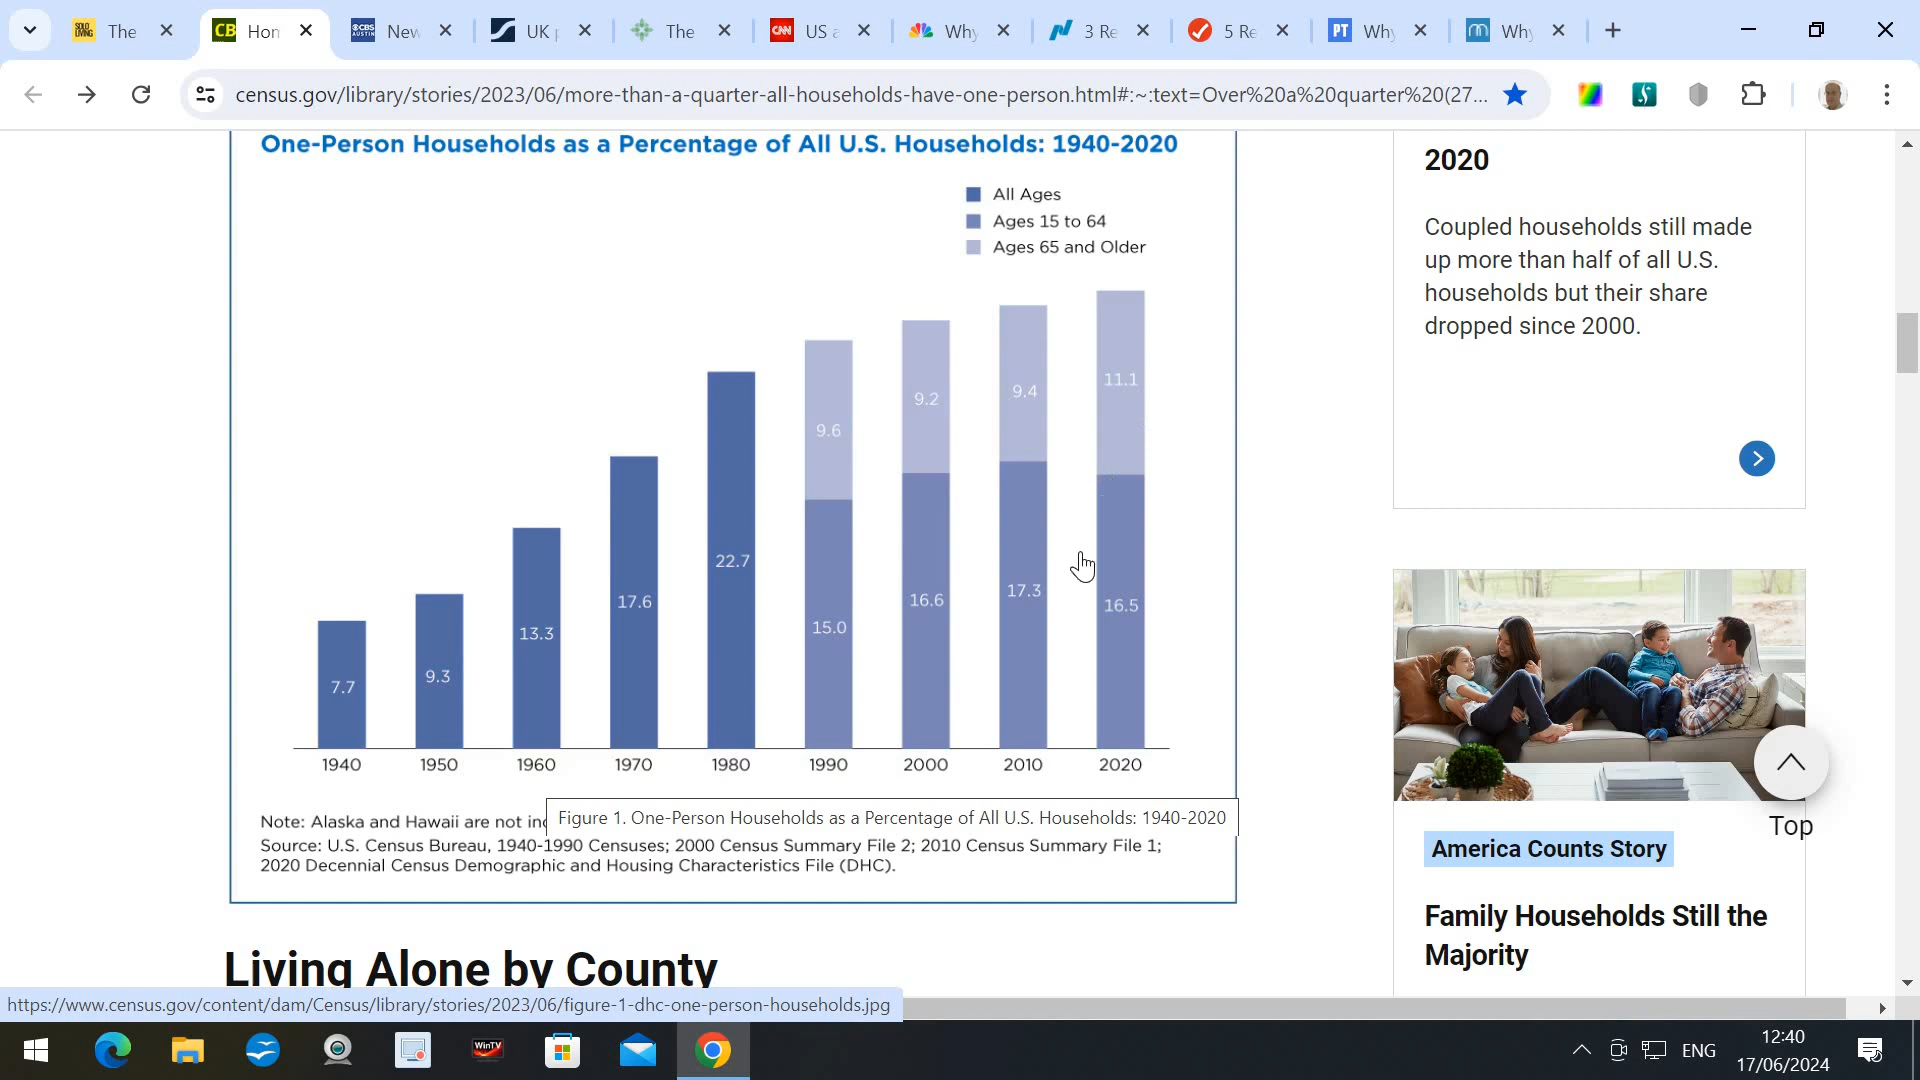 The
Hon
CBS AUSTIN
New
UK
The
CNN
US a
Why
3 Re
5 Re
PT
Why
Why
census.gov/library/stories/2023/06/more-than-a-quarter-all-households-have-one-person.html#:~:text=Over%20a%20quarter%20(27...
One-Person Households as a Percentage of All U.S. Households: 1940-2020
All Ages
Ages 15 to 64
Ages 65 and Older
7.7
9.3
13.3
17.6
22.7
9.6
15.0
9.2
16.6
9.4
17.3
11.1
16.5
1940 1950 1960 1970 1980 1990 2000 2010 2020
Note: Alaska and Hawaii are not in
Figure 1. One-Person Households as a Percentage of All U.S. Households: 1940-2020
Source: U.S. Census Bureau, 1940-1990 Censuses; 2000 Census Summary File 2; 2010 Census Summary File 1;
2020 Decennial Census Demographic and Housing Characteristics File (DHC).
Living Alone by County
2020
Coupled households still made
up more than half of all U.S.
households but their share
dropped since 2000.
Top
America Counts Story
Family Households Still the
Majority
https://www.census.gov/content/dam/Census/library/stories/2023/06/figure-1-dhc-one-person-households.jpg
WinTV
ENG
12:40
17/06/2024